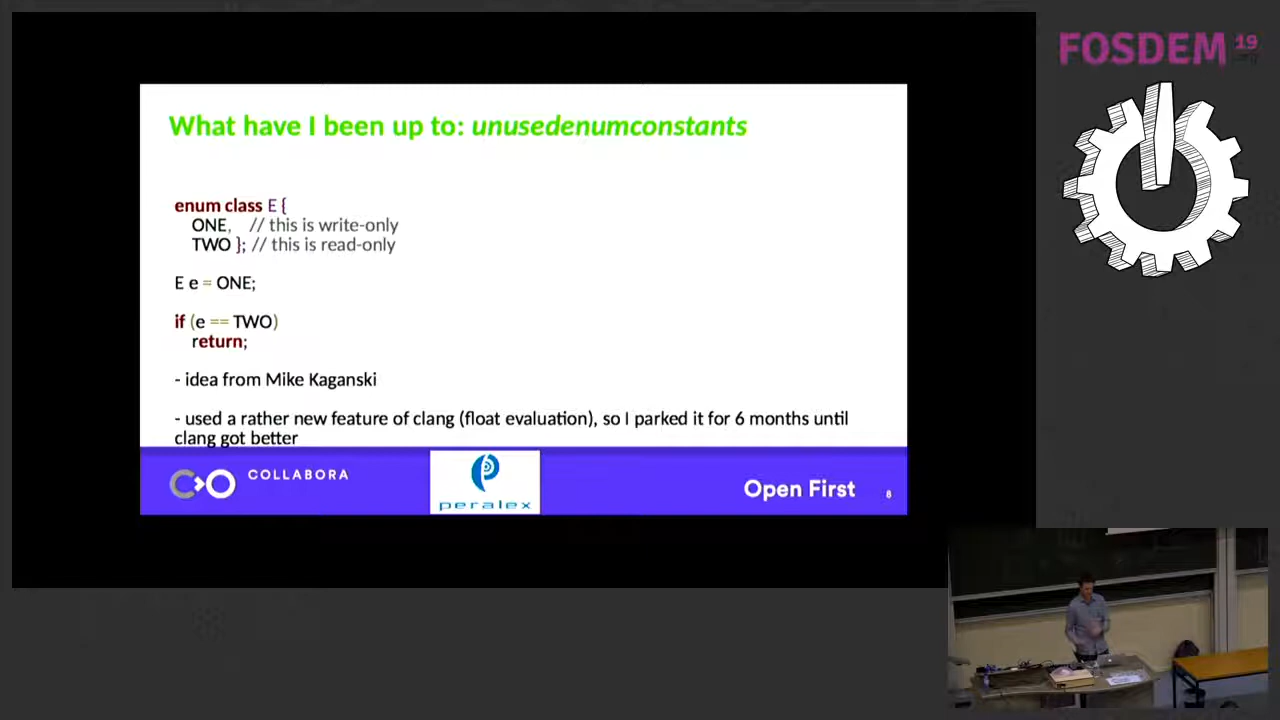 What have I been up to: unusedenumconstants
enum class E {
ONE, // this is write-only
TWO }; // this is read-only
E e = ONE;
if (e == TWO)
return;
- idea from Mike Kaganski
- used a rather new feature of clang (float evaluation), so I parked it for 6 months until
clang got better
COLLABORA
peralex
Open First
8
FOSDEM 19
.org